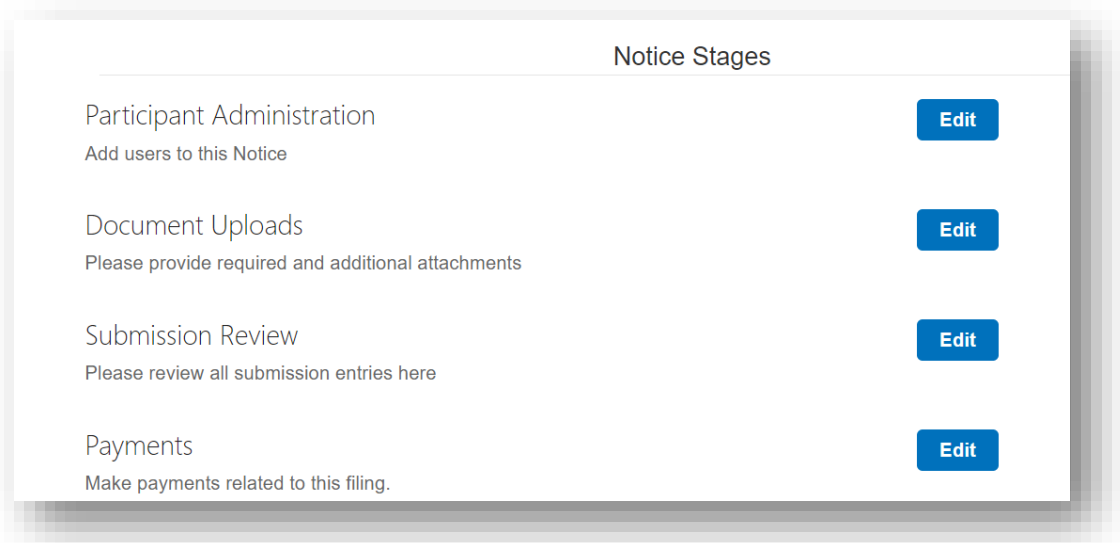 Notice Stages
Participant Administration
Edit
Add users to this Notice
Document Uploads
Edit
Please provide required and additional attachments
Submission Review
Edit
Please review all submission entries here
Payments
Edit
Make payments related to this filing.